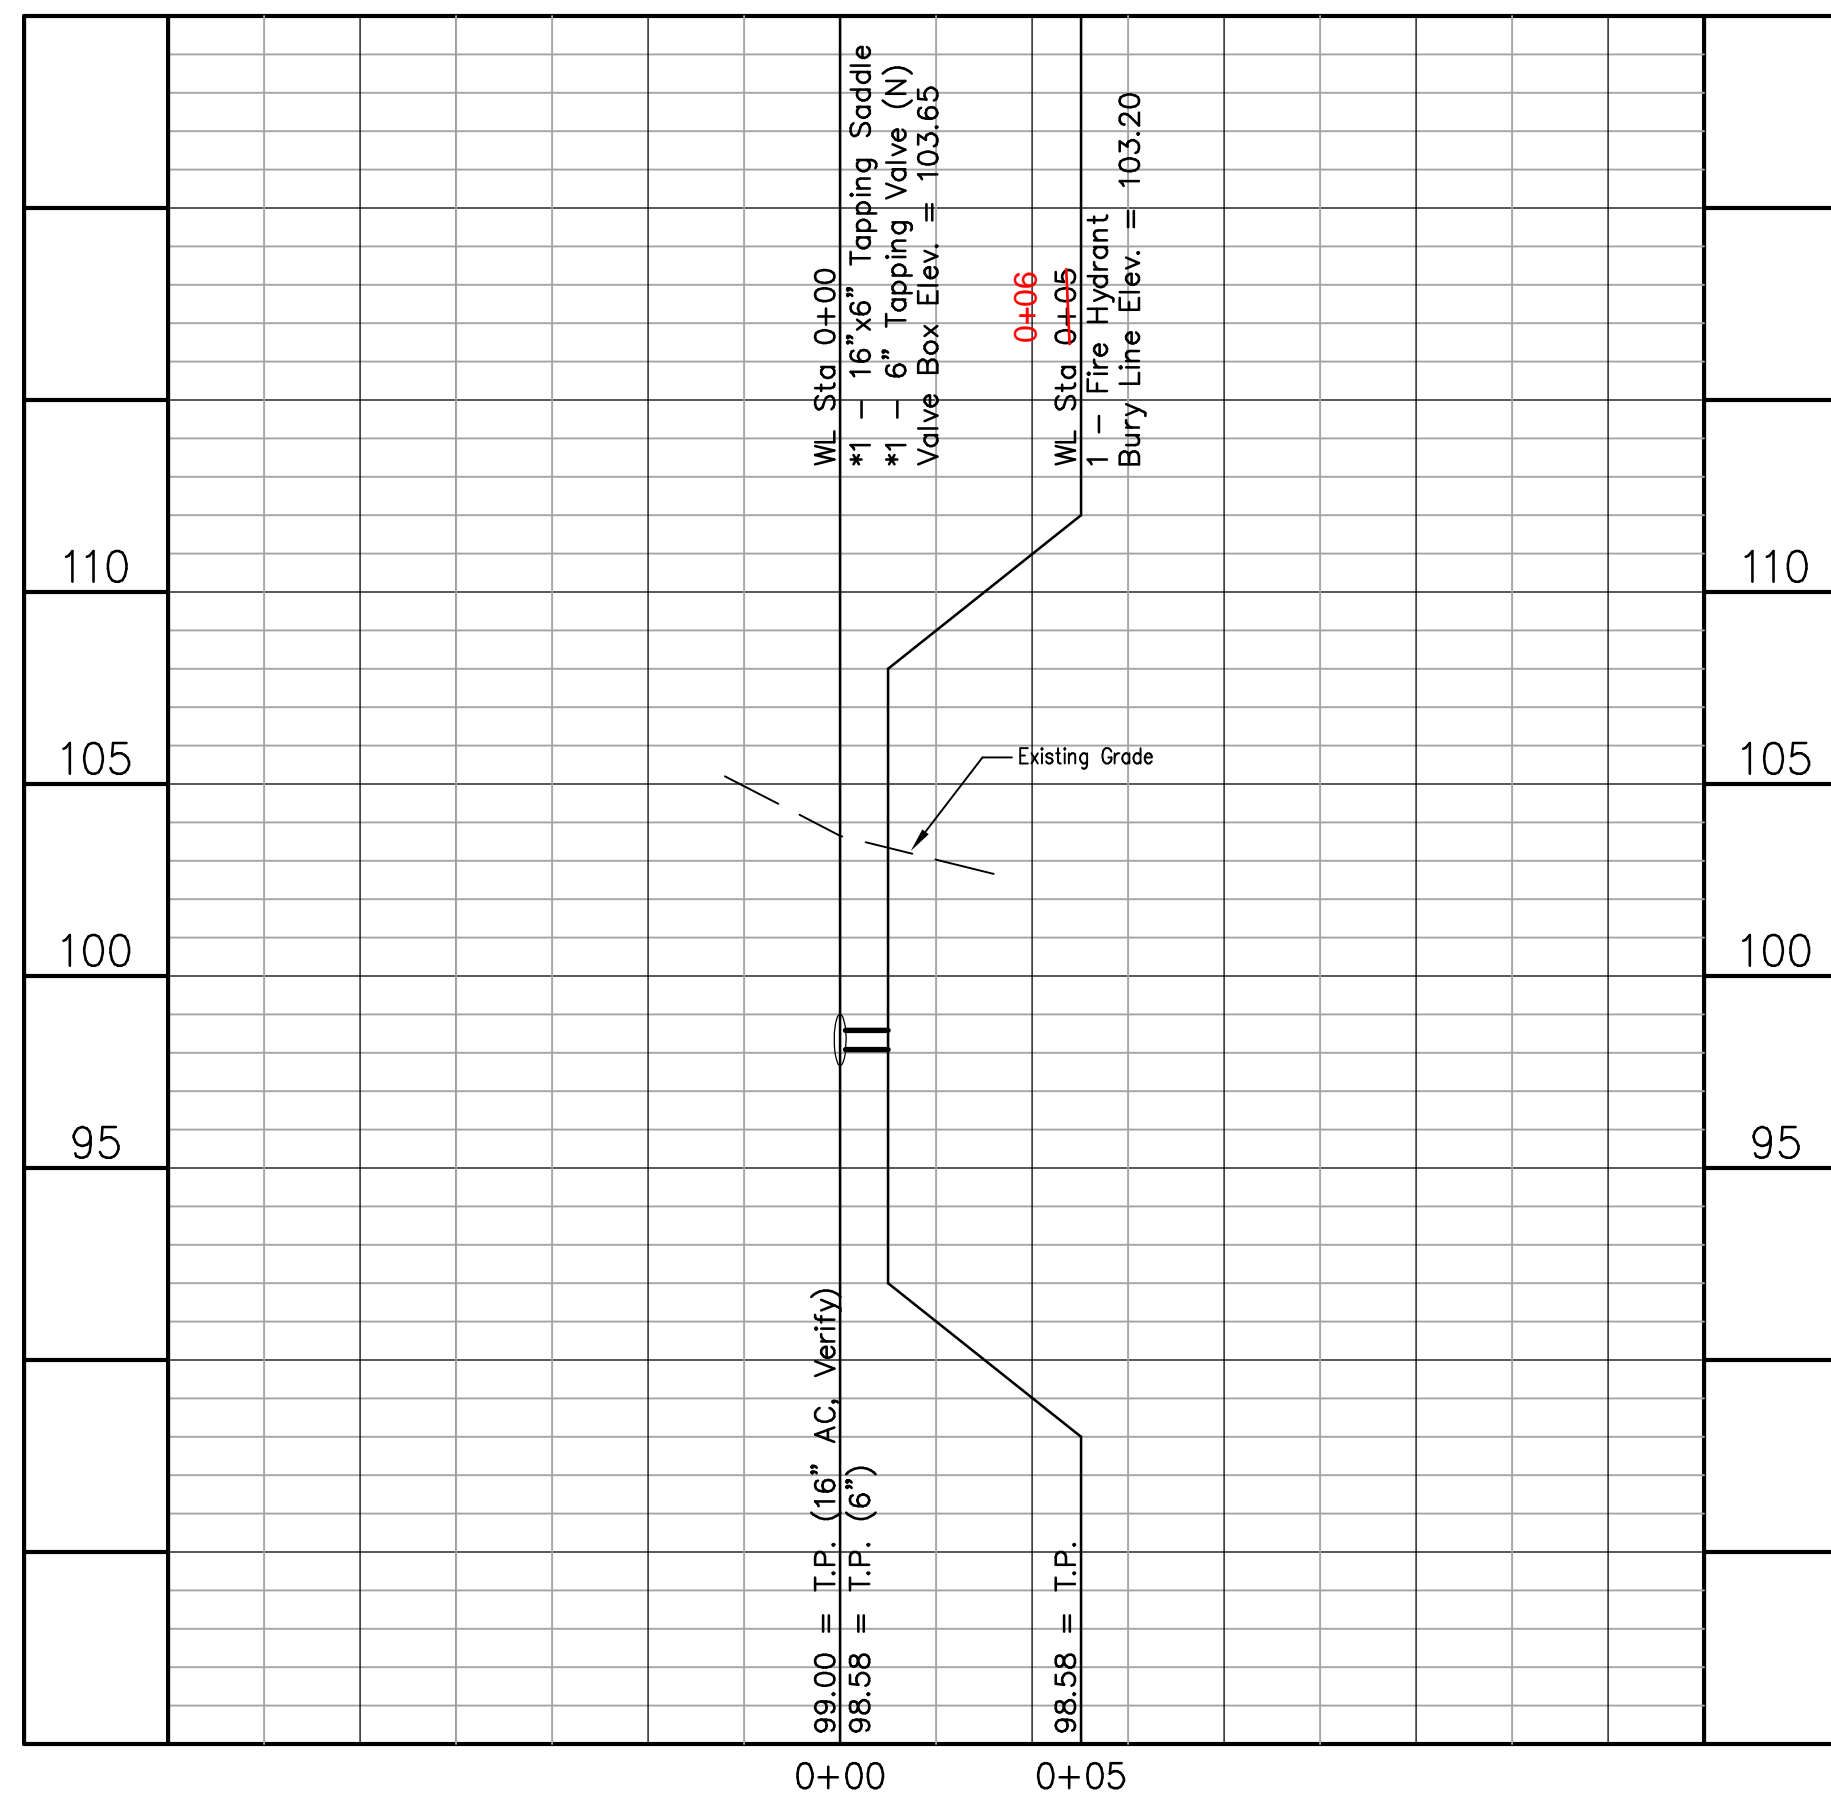 WL Sta 0+00
*1 - 16"x6" Tapping Saddle
*1 - 6" Tapping Valve (N)
Valve Box Elev. = 103.65
0+06
WL Sta 0+05
1 - Fire Hydrant
Bury Line Elev. = 103.20
110
110
105
Existing Grade
105
100
100
95
95
99.00 = T.P. (16" AC, Verify)
98.58 = T.P. (6")
98.58 = T.P.
0+00
0+05